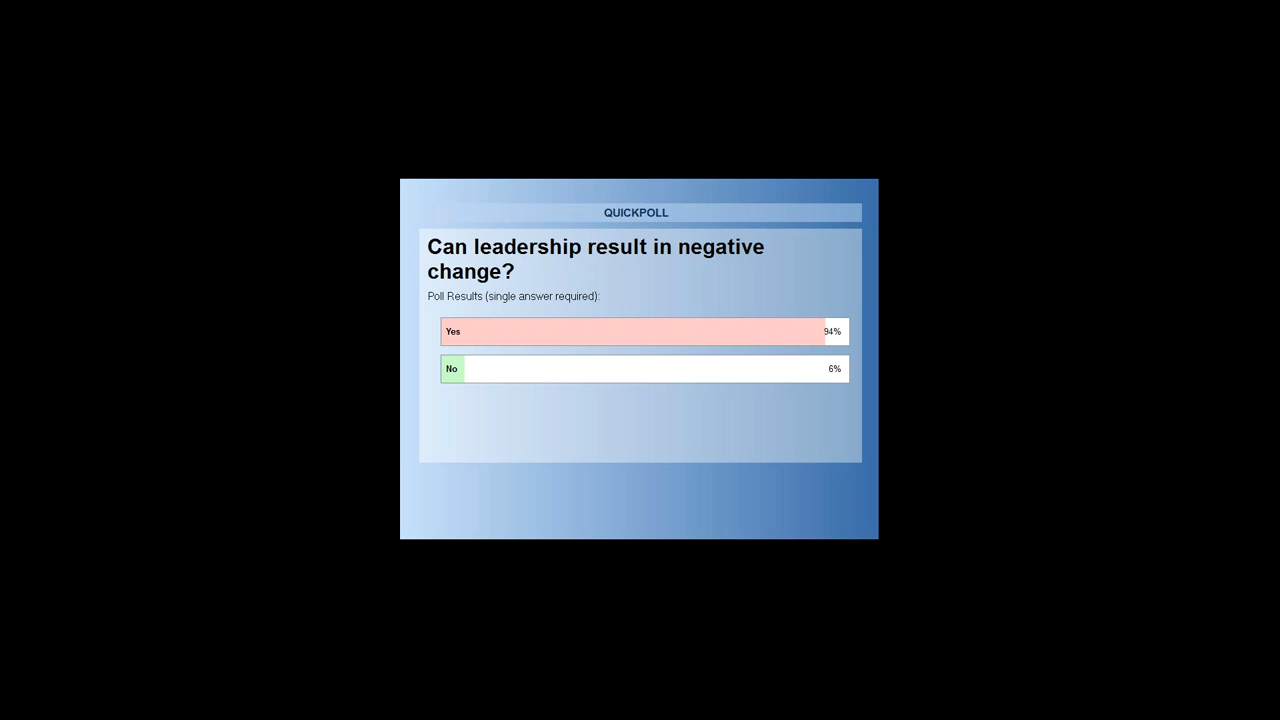 QUICKPOLL
Can leadership result in negative
change?
Poll Results (single answer required):
Yes 94%
No 6%